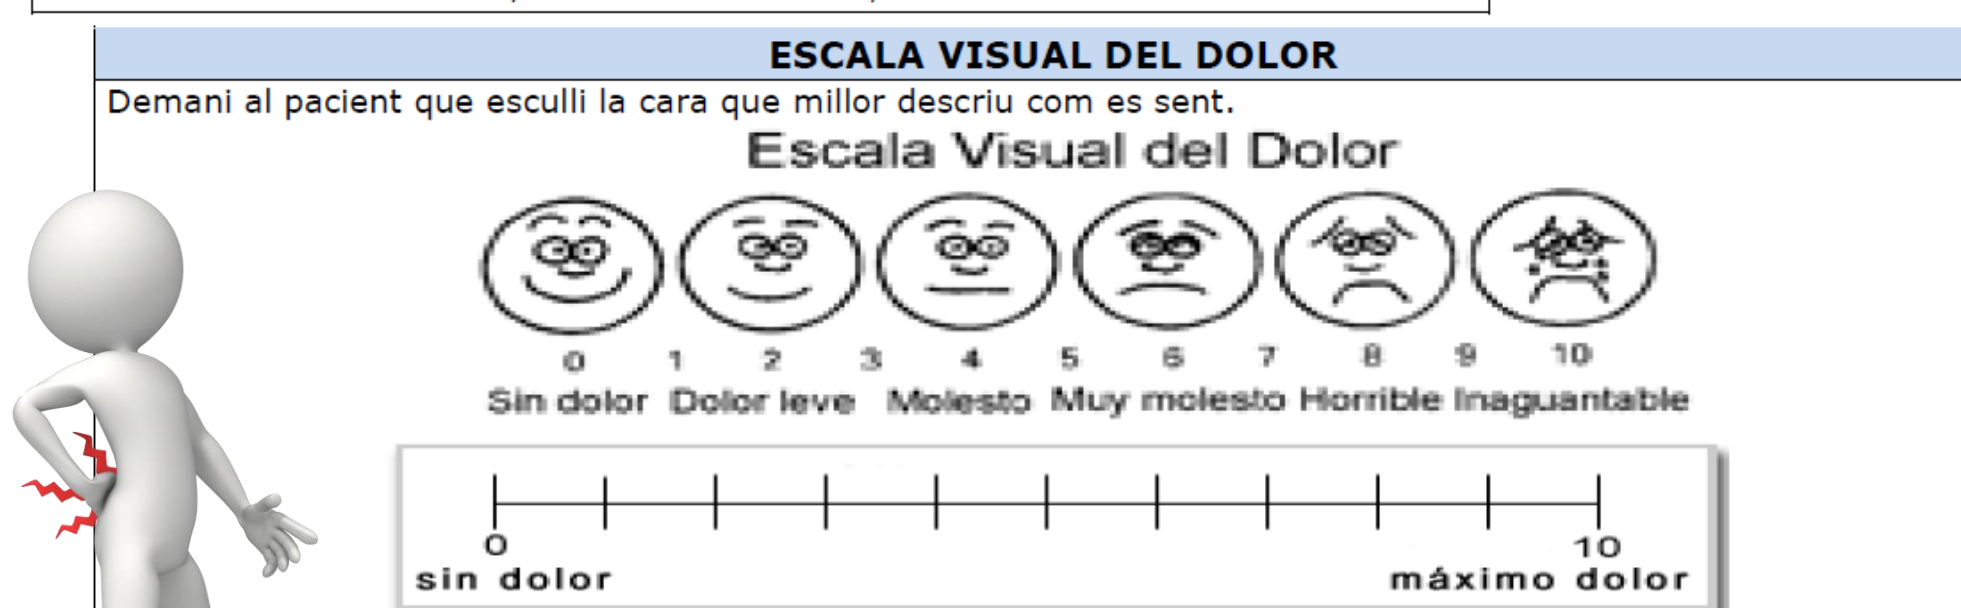 ESCALA VISUAL DEL DOLOR
Demani al pacient que esculli la cara que millor descriu com es sent.
Escala Visual del Dolor
0 1 2 3 4 5 6 7 8 9 10
Sin dolor Dolor leve Molesto Muy molesto Horrible Inaguantable
0 10
sin dolor máximo dolor